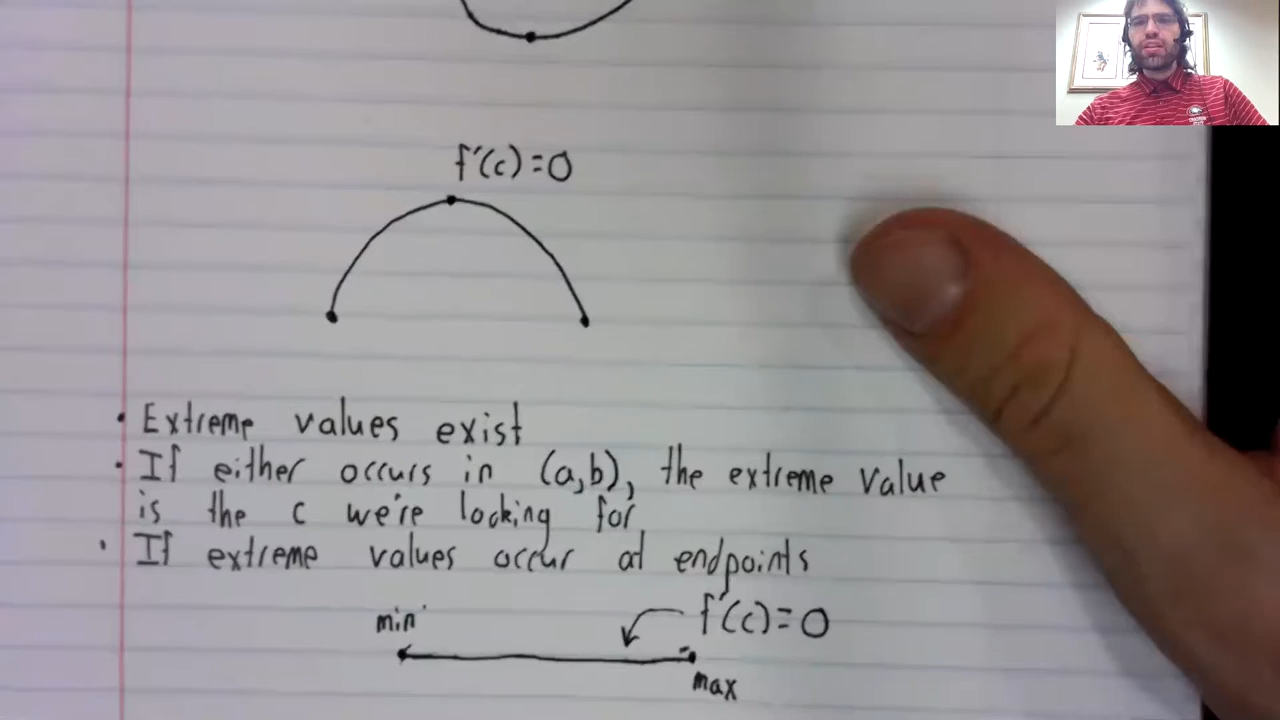 f'(c)=0
• Extreme values exist
• If either occurs in (a,b), the extreme value
is the c we're looking for
• If extreme values occur at endpoints
min
f'(c)=0
max